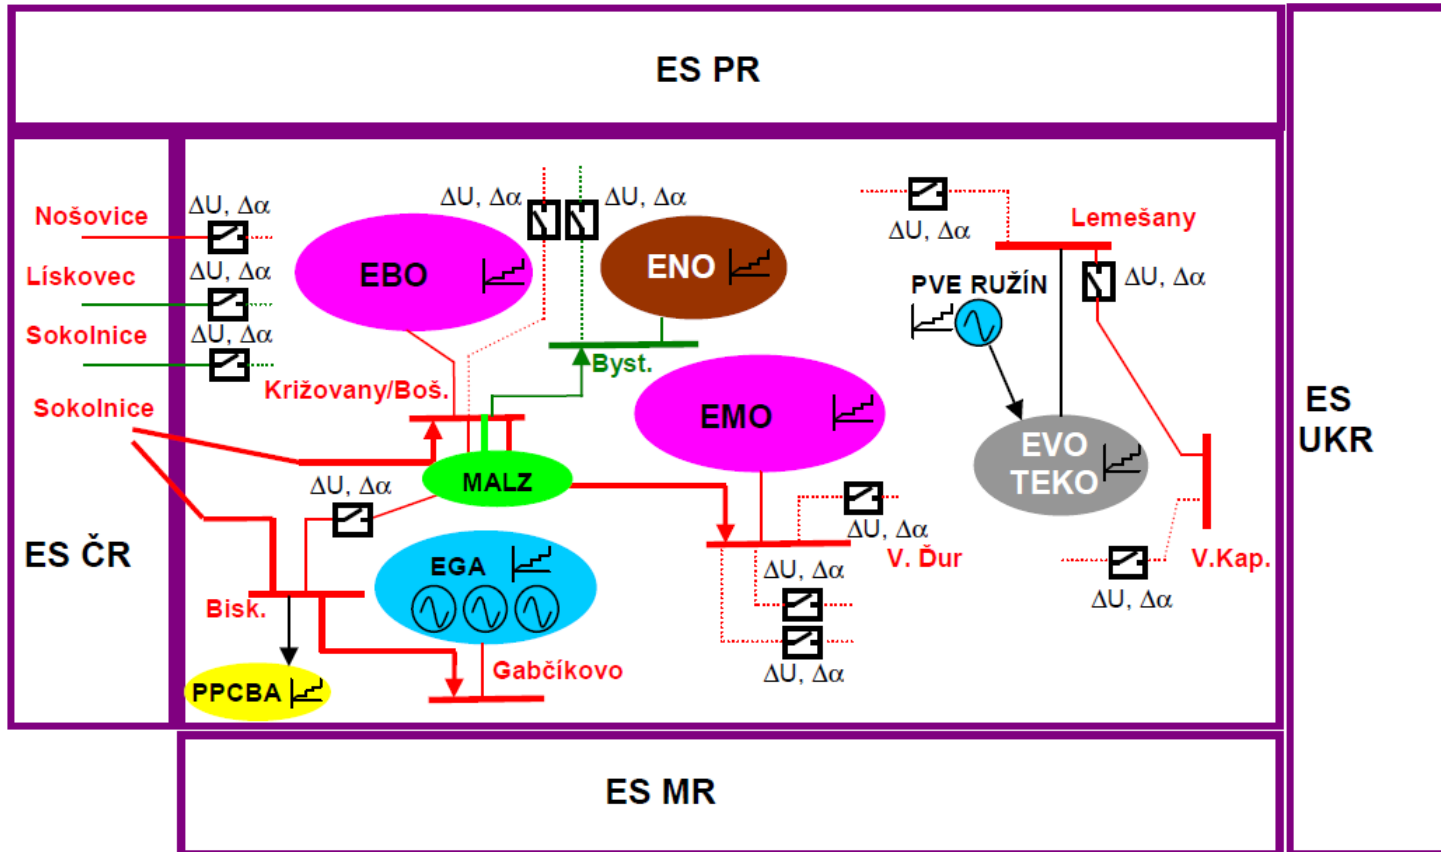 ES PR
ΔU, Δα
ΔU, Δα
ΔU, Δα
ΔU, Δα
Nošovice
Lemešany
ΔU, Δα
EBO
ENO
ΔU, Δα
Lískovec
PVE RUŽÍN
ΔU, Δα
Sokolnice
Byst.
Križovany/Boš.
Sokolnice
ES
UKR
EMO
EVO
TEKO
MALZ
ΔU, Δα
ΔU, Δα
ES ČR
V. Ďur
V.Kap.
EGA
ΔU, Δα
ΔU, Δα
Bisk.
Gabčíkovo
ΔU, Δα
PPCBA
ES MR